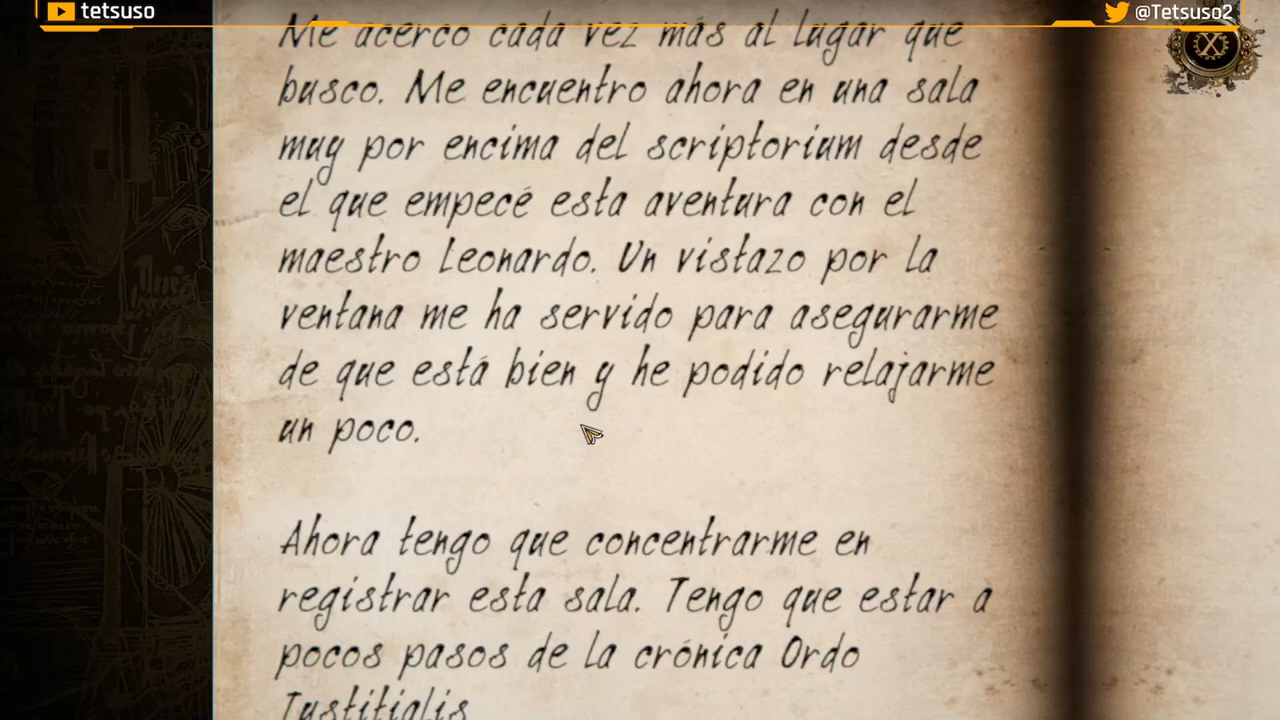 tetsuso
@Tetsuso2
Me acerco cada vez más al lugar que
busco. Me encuentro ahora en una sala
muy por encima del scriptorium desde
el que empecé esta aventura con el
maestro Leonardo. Un vistazo por la
ventana me ha servido para asegurarme
de que está bien y he podido relajarme
un poco.
Ahora tengo que concentrarme en
registrar esta sala. Tengo que estar a
pocos pasos de la crónica Ordo
Iustitialis